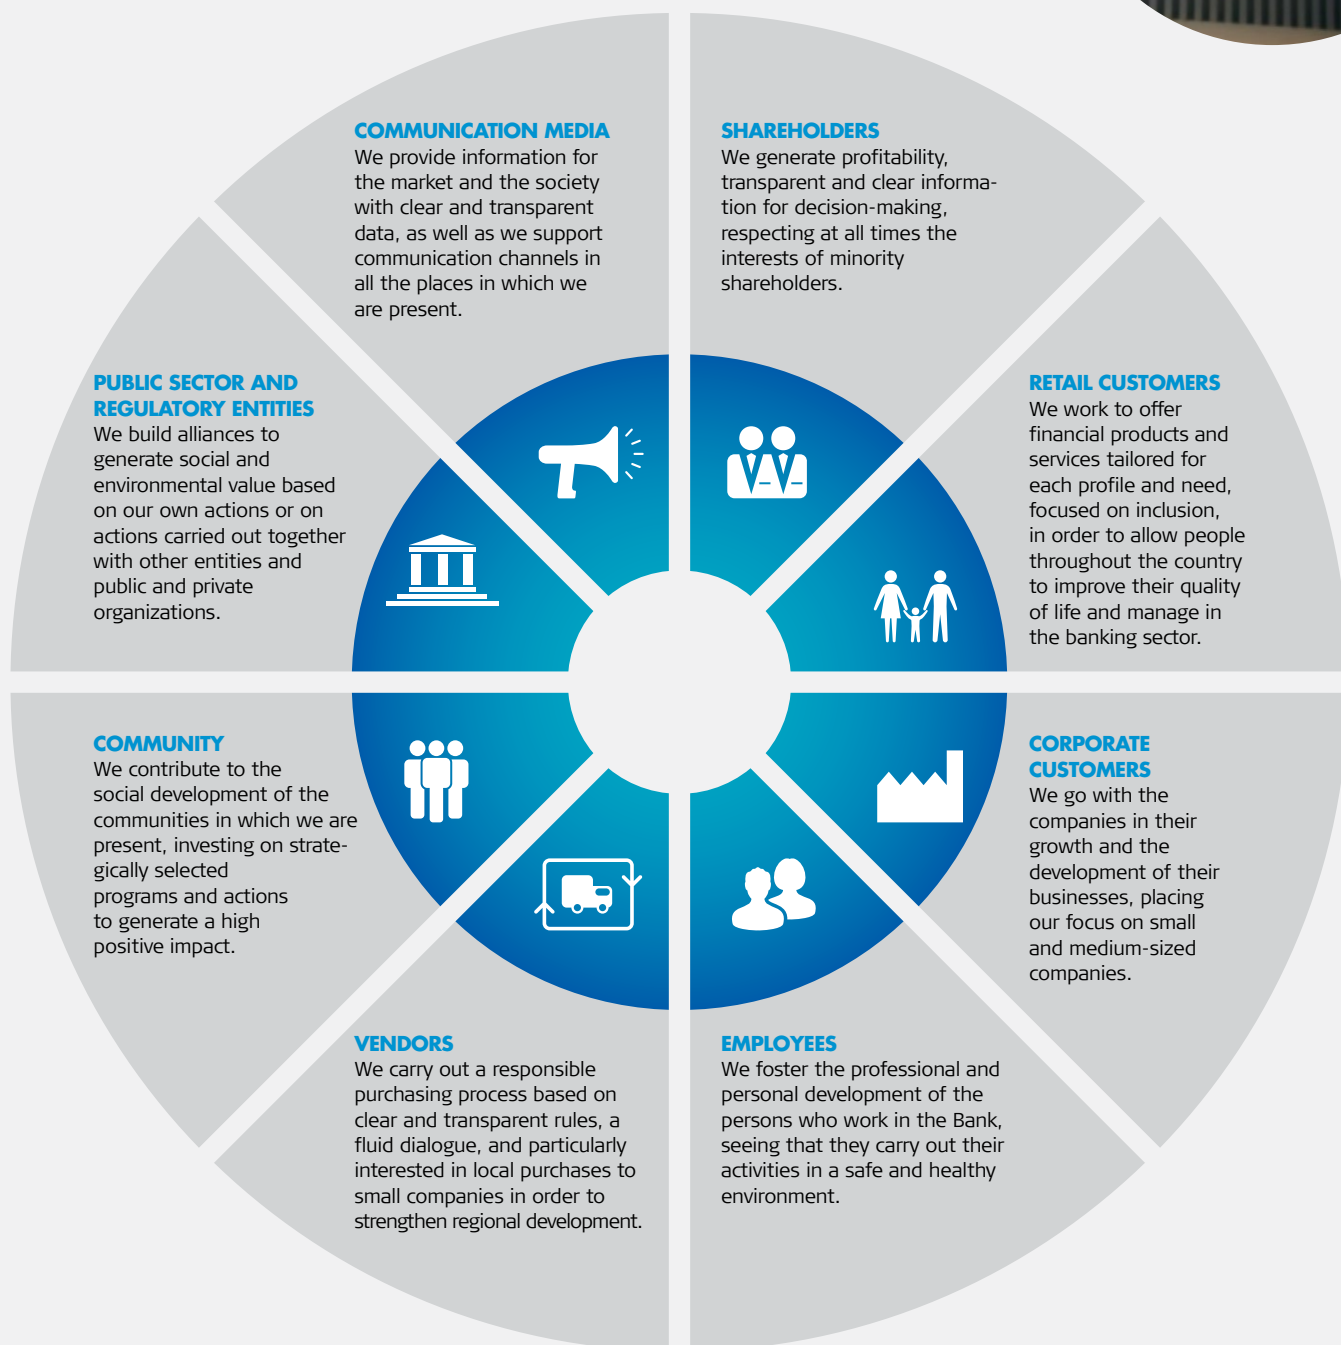 COMMUNICATION MEDIA
We provide information for
the market and the society
with clear and transparent
data, as well as we support
communication channels in
all the places in which we
are present.
SHAREHOLDERS
We generate profitability,
transparent and clear informa-
tion for decision-making,
respecting at all times the
interests of minority
shareholders.
PUBLIC SECTOR AND
REGULATORY ENTITIES
We build alliances to
generate social and
environmental value based
on our own actions or on
actions carried out together
with other entities and
public and private
organizations.
RETAIL CUSTOMERS
We work to offer
financial products and
services tailored for
each profile and need,
focused on inclusion,
in order to allow people
throughout the country
to improve their quality
of life and manage in
the banking sector.
COMMUNITY
We contribute to the
social development of the
communities in which we are
present, investing on strate-
gically selected
programs and actions
to generate a high
positive impact.
CORPORATE
CUSTOMERS
We go with the
companies in their
growth and the
development of their
businesses, placing
our focus on small
and medium-sized
companies.
VENDORS
We carry out a responsible
purchasing process based on
clear and transparent rules, a
fluid dialogue, and particularly
interested in local purchases to
small companies in order to
strengthen regional development.
EMPLOYEES
We foster the professional and
personal development of the
persons who work in the Bank,
seeing that they carry out their
activities in a safe and healthy
environment.